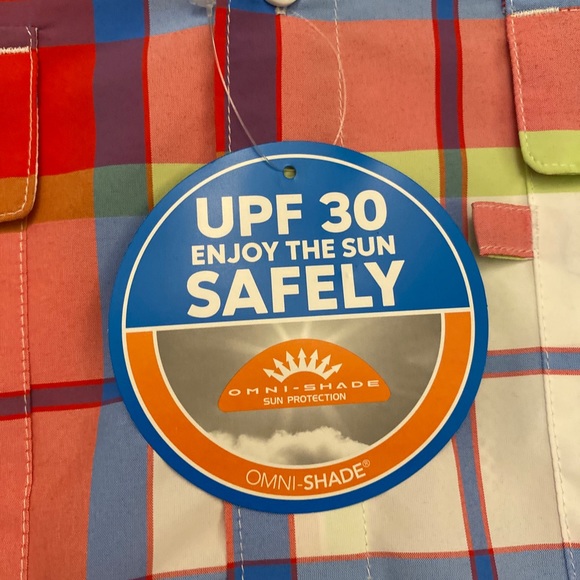 UPF 30
ENJOY THE SUN
SAFELY
OMNI-SHADE
SUN PROTECTION
OMNI-SHADE®